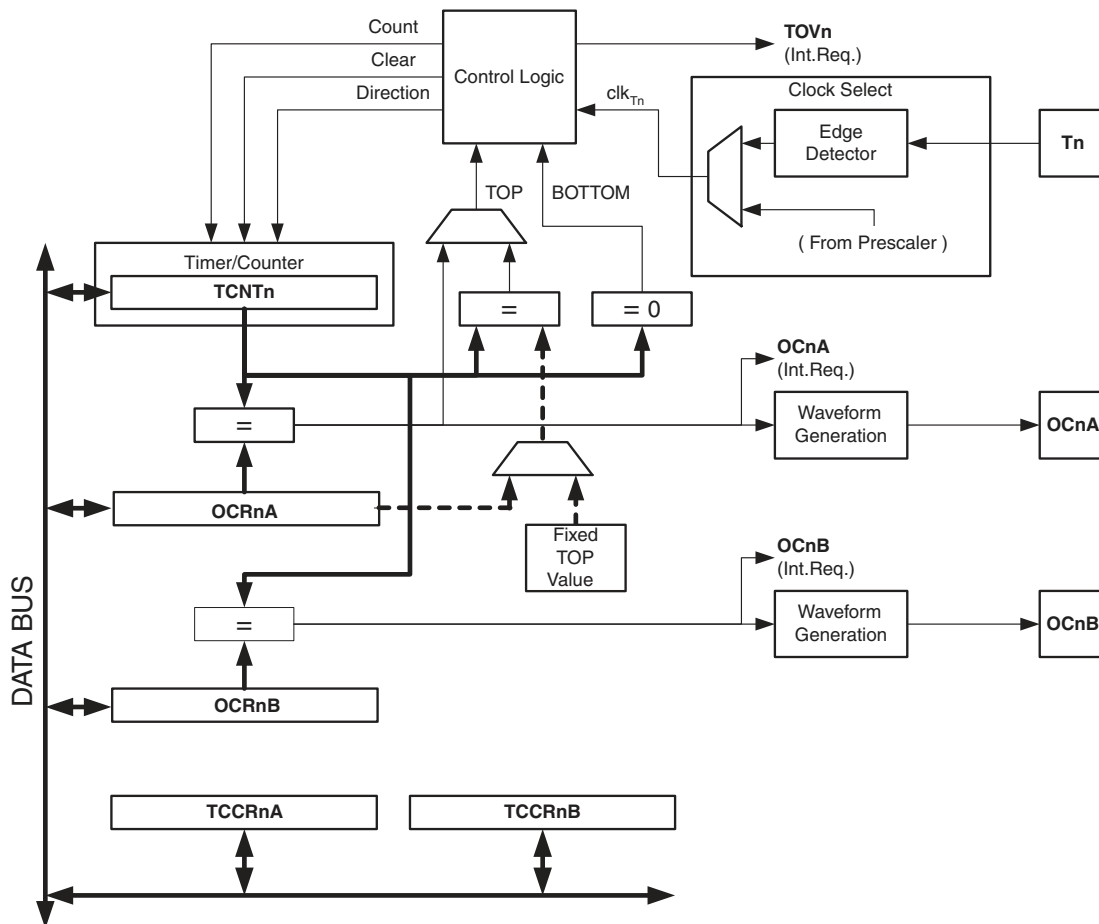 Count
Clear
Direction
Control Logic
TOVn
(Int.Req.)
clkTn
Clock Select
Edge
Detector
Tn
( From Prescaler )
TOP
BOTTOM
Timer/Counter
TCNTn
=
= 0
OCnA
(Int.Req.)
=
Waveform
Generation
OCnA
OCRnA
Fixed
TOP
Value
OCnB
(Int.Req.)
=
Waveform
Generation
OCnB
OCRnB
DATA BUS
TCCRnA
TCCRnB